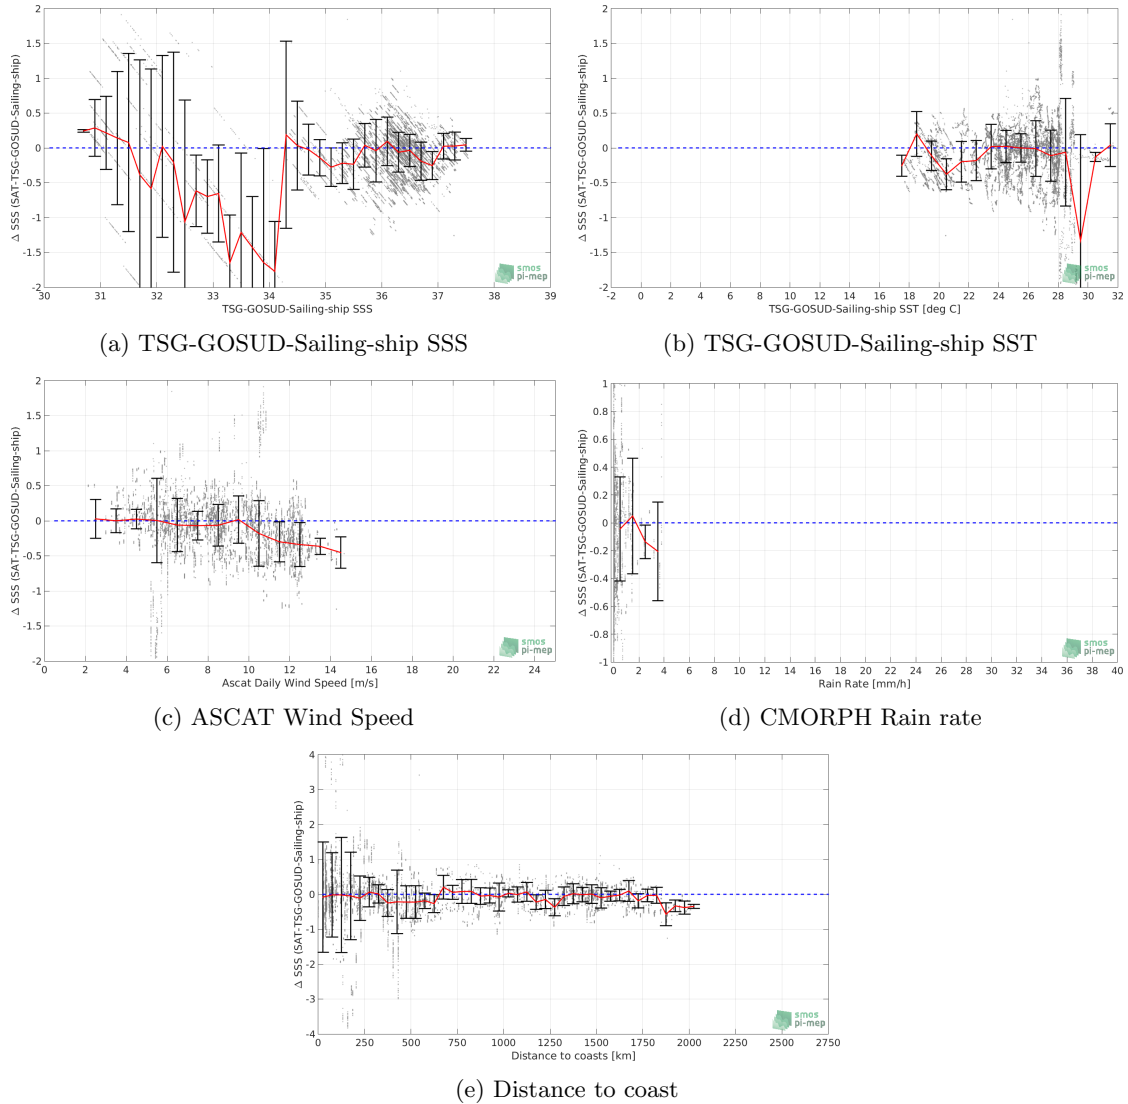 2
1.5
1
0.5
0
-0.5
-1
-1.5
-2
Δ SSS (SAT-TSG-GOSUD-Sailing-ship)
30 31 32 33 34 35 36 37 38 39
TSG-GOSUD-Sailing-ship SSS
smos
pi-mep
(a) TSG-GOSUD-Sailing-ship SSS
2
1.5
1
0.5
0
-0.5
-1
-1.5
-2
Δ SSS (SAT-TSG-GOSUD-Sailing-ship)
-2 0 2 4 6 8 10 12 14 16 18 20 22 24 26 28 30 32
TSG-GOSUD-Sailing-ship SST [deg C]
smos
pi-mep
(b) TSG-GOSUD-Sailing-ship SST
2
1.5
1
0.5
0
-0.5
-1
-1.5
-2
Δ SSS (SAT-TSG-GOSUD-Sailing-ship)
0 2 4 6 8 10 12 14 16 18 20 22 24
Ascat Daily Wind Speed [m/s]
smos
pi-mep
(c) ASCAT Wind Speed
1
0.8
0.6
0.4
0.2
0
-0.2
-0.4
-0.6
-0.8
-1
Δ SSS (SAT-TSG-GOSUD-Sailing-ship)
0 2 4 6 8 10 12 14 16 18 20 22 24 26 28 30 32 34 36 38 40
Rain Rate [mm/h]
smos
pi-mep
(d) CMORPH Rain rate
4
3
2
1
0
-1
-2
-3
-4
Δ SSS (SAT-TSG-GOSUD-Sailing-ship)
0 250 500 750 1000 1250 1500 1750 2000 2250 2500 2750
Distance to coasts [km]
smos
pi-mep
(e) Distance to coast